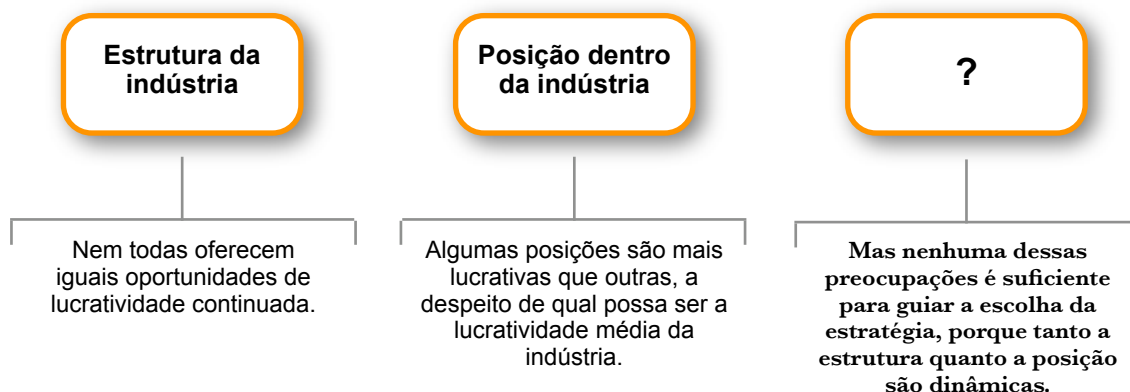 Estrutura da
indústria
Nem todas oferecem
iguais oportunidades de
lucratividade continuada.
Posição dentro
da indústria
Algumas posições são mais
lucrativas que outras, a
despeito de qual possa ser a
lucratividade média da
indústria.
?
Mas nenhuma dessas
preocupações é suficiente
para guiar a escolha da
estratégia, porque tanto a
estrutura quanto a posição
são dinâmicas.